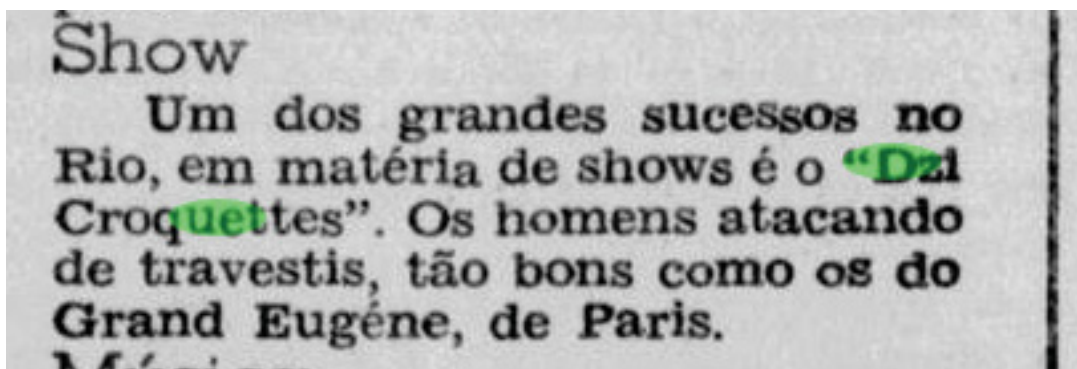 Show
Um dos grandes sucessos no
Rio, em matéria de shows é o “Dzi
Croquettes”. Os homens atacando
de travestis, tão bons como os do
Grand Eugéne, de Paris.